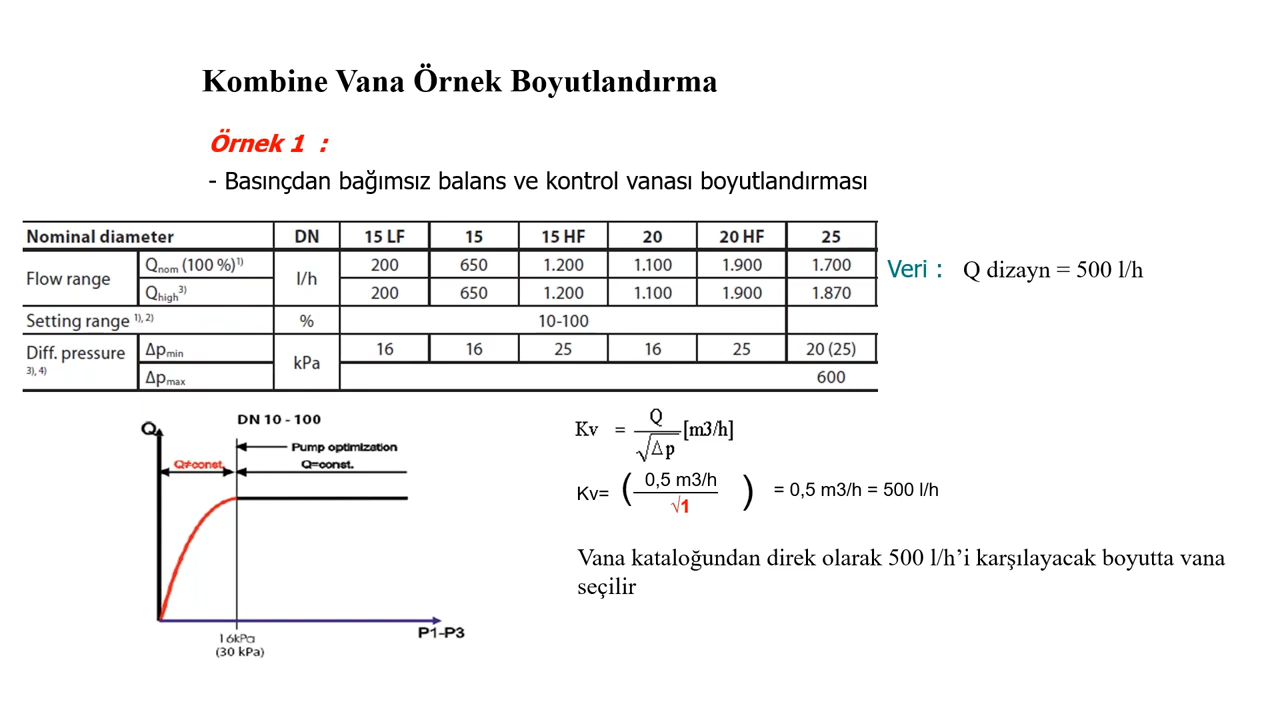 Kombine Vana Örnek Boyutlandırma
Örnek 1 :
- Basınçdan bağımsız balans ve kontrol vanası boyutlandırması
Nominal diameter DN 15 LF 15 15 HF 20 20 HF 25
Flow range Qnom (100 %)1) l/h 200 650 1.200 1.100 1.900 1.700
Qhigh3) 200 650 1.200 1.100 1.900 1.870
Setting range 1), 2) % 10-100
Diff. pressure 3), 4) Δpmin kPa 16 16 25 16 25 20 (25)
Δpmax 600
Veri : Q dizayn = 500 l/h
DN 10 - 100
Q
Pump optimization
Q≠const. Q=const.
16kPa
(30 kPa)
P1-P3
Kv = Q / √Δp [m3/h]
Kv= ( 0,5 m3/h / √1 ) = 0,5 m3/h = 500 l/h
Vana kataloğundan direk olarak 500 l/h’i karşılayacak boyutta vana
seçilir